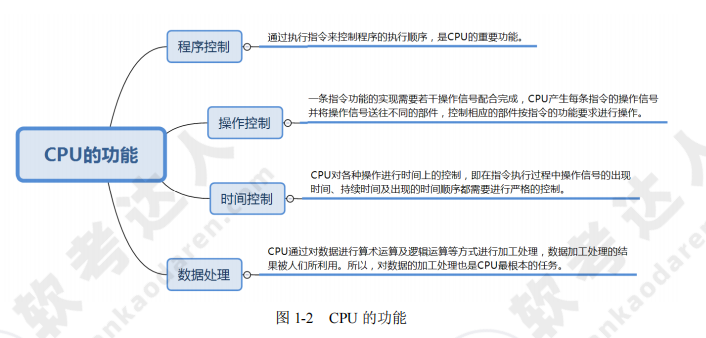 CPU的功能
程序控制
通过执行指令来控制程序的执行顺序，是CPU的重要功能。
操作控制
一条指令功能的实现需要若干操作信号配合完成，CPU产生每条指令的操作信号
并将操作信号送往不同的部件，控制相应的部件按指令的功能要求进行操作。
时间控制
CPU对各种操作进行时间上的控制，即在指令执行过程中操作信号的出现
时间、持续时间及出现的时间顺序都需要进行严格的控制。
数据处理
CPU通过对数据进行算术运算及逻辑运算等方式进行加工处理，数据加工处理的结
果被人们所利用。所以，对数据的加工处理也是CPU最根本的任务。
图 1-2 CPU 的功能
软考达人
ruankaodaren.com
软考达人